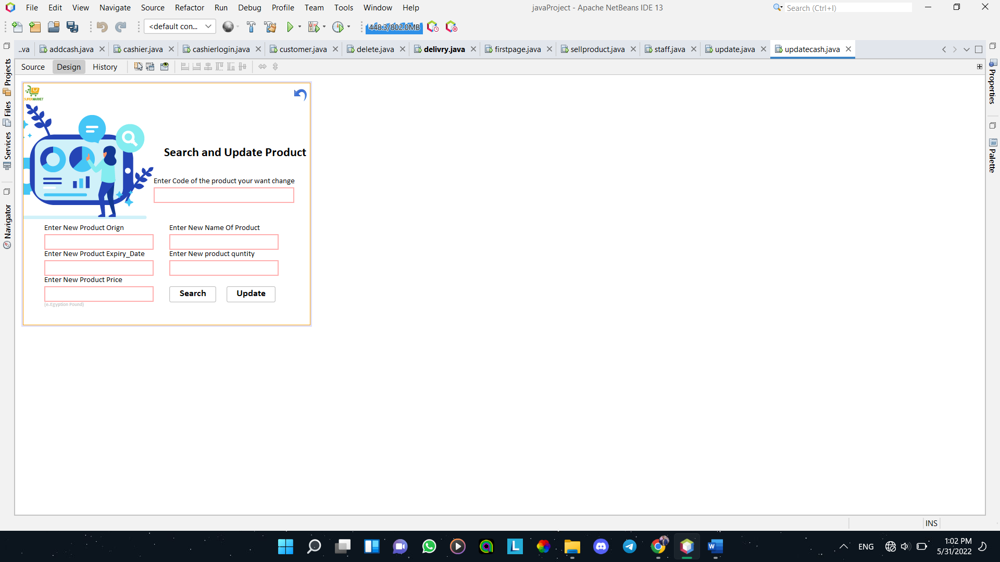 File Edit View Navigate Source Refactor Run Debug Profile Team Tools Window Help
javaProject - Apache NetBeans IDE 13
Search (Ctrl+I)
<default con...
448.3/802.0MB
..va addcash.java cashier.java cashierlogin.java customer.java delete.java delivry.java firstpage.java sellproduct.java staff.java update.java updatecash.java
Source Design History
Projects
Files
Services
Navigator
Properties
Palette
SUPERMARKET
Search and Update Product
Enter Code of the product your want change
Enter New Product Orign
Enter New Name Of Product
Enter New Product Expiry_Date
Enter New product quntity
Enter New Product Price
Search Update
(e.Egyption Pound)
INS
ENG
1:02 PM
5/31/2022